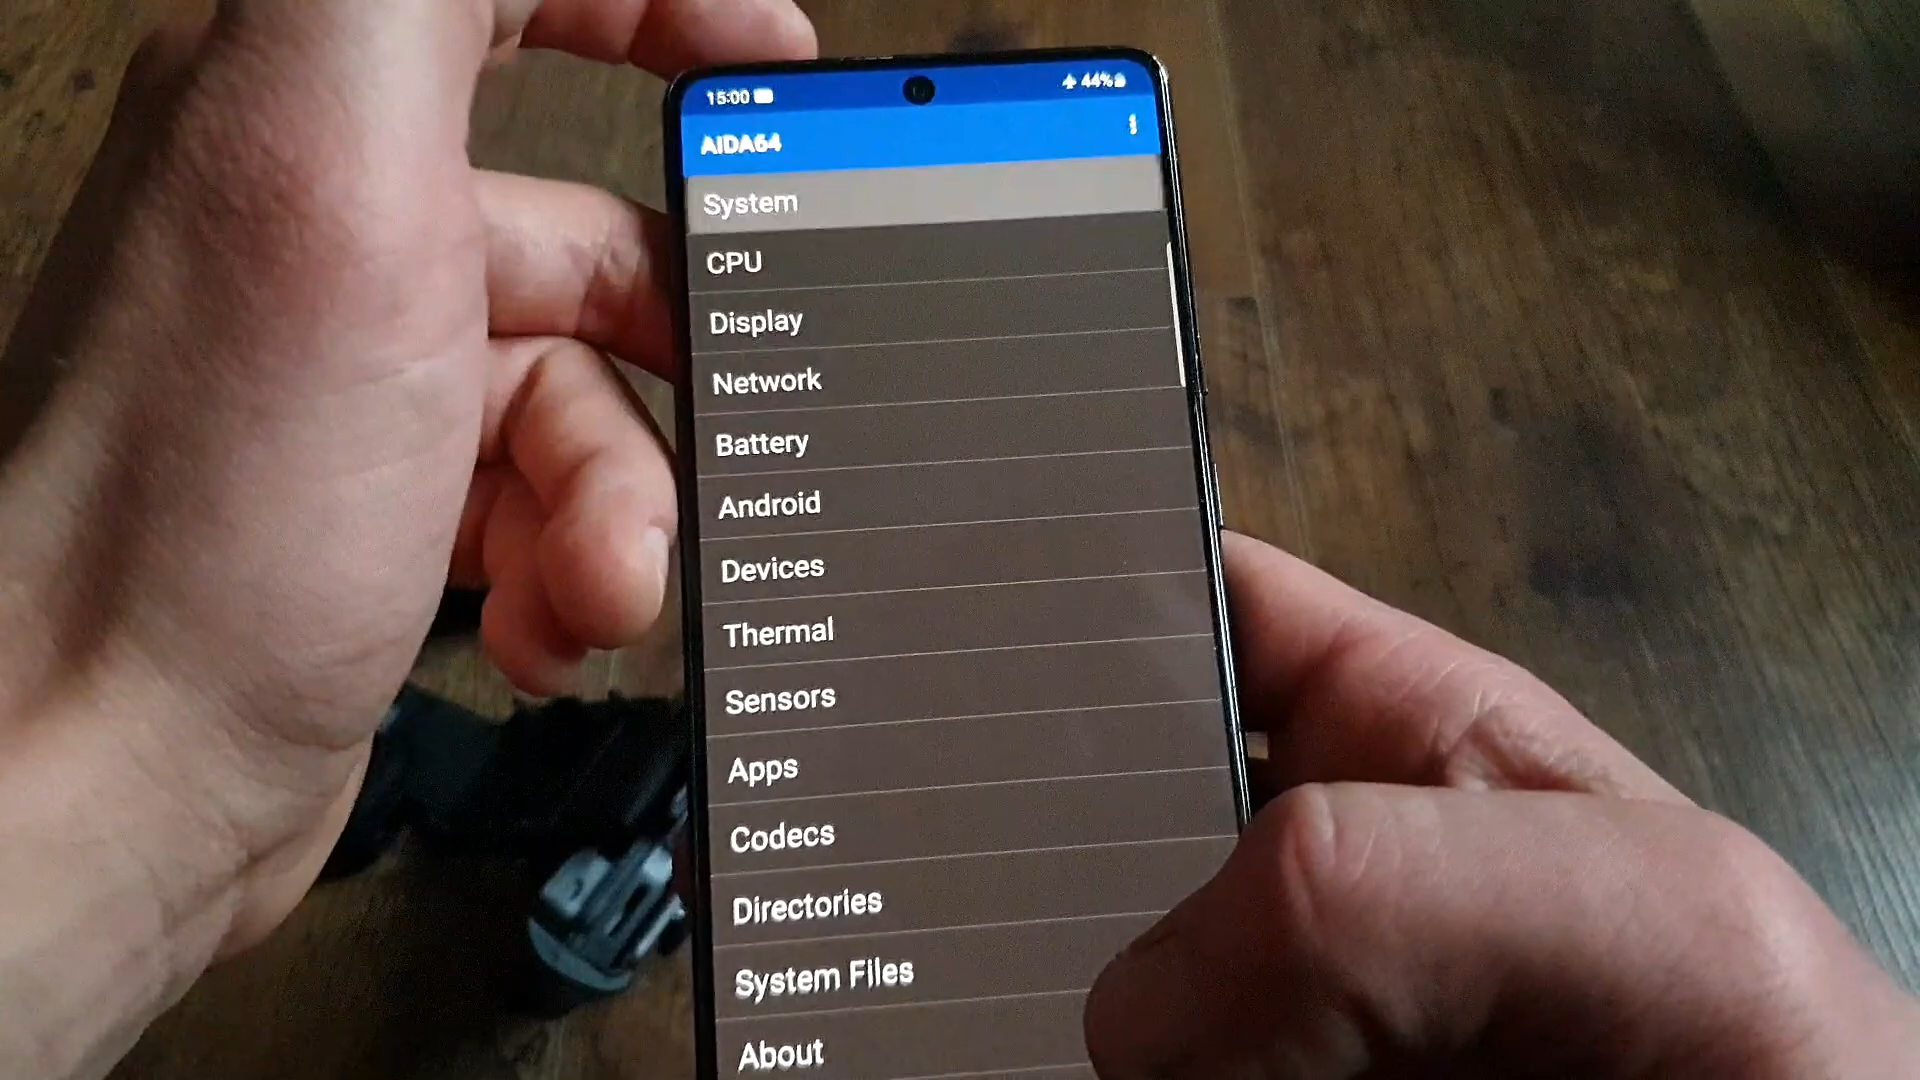 15:00
44%
AIDA64
System
CPU
Display
Network
Battery
Android
Devices
Thermal
Sensors
Apps
Codecs
Directories
System Files
About